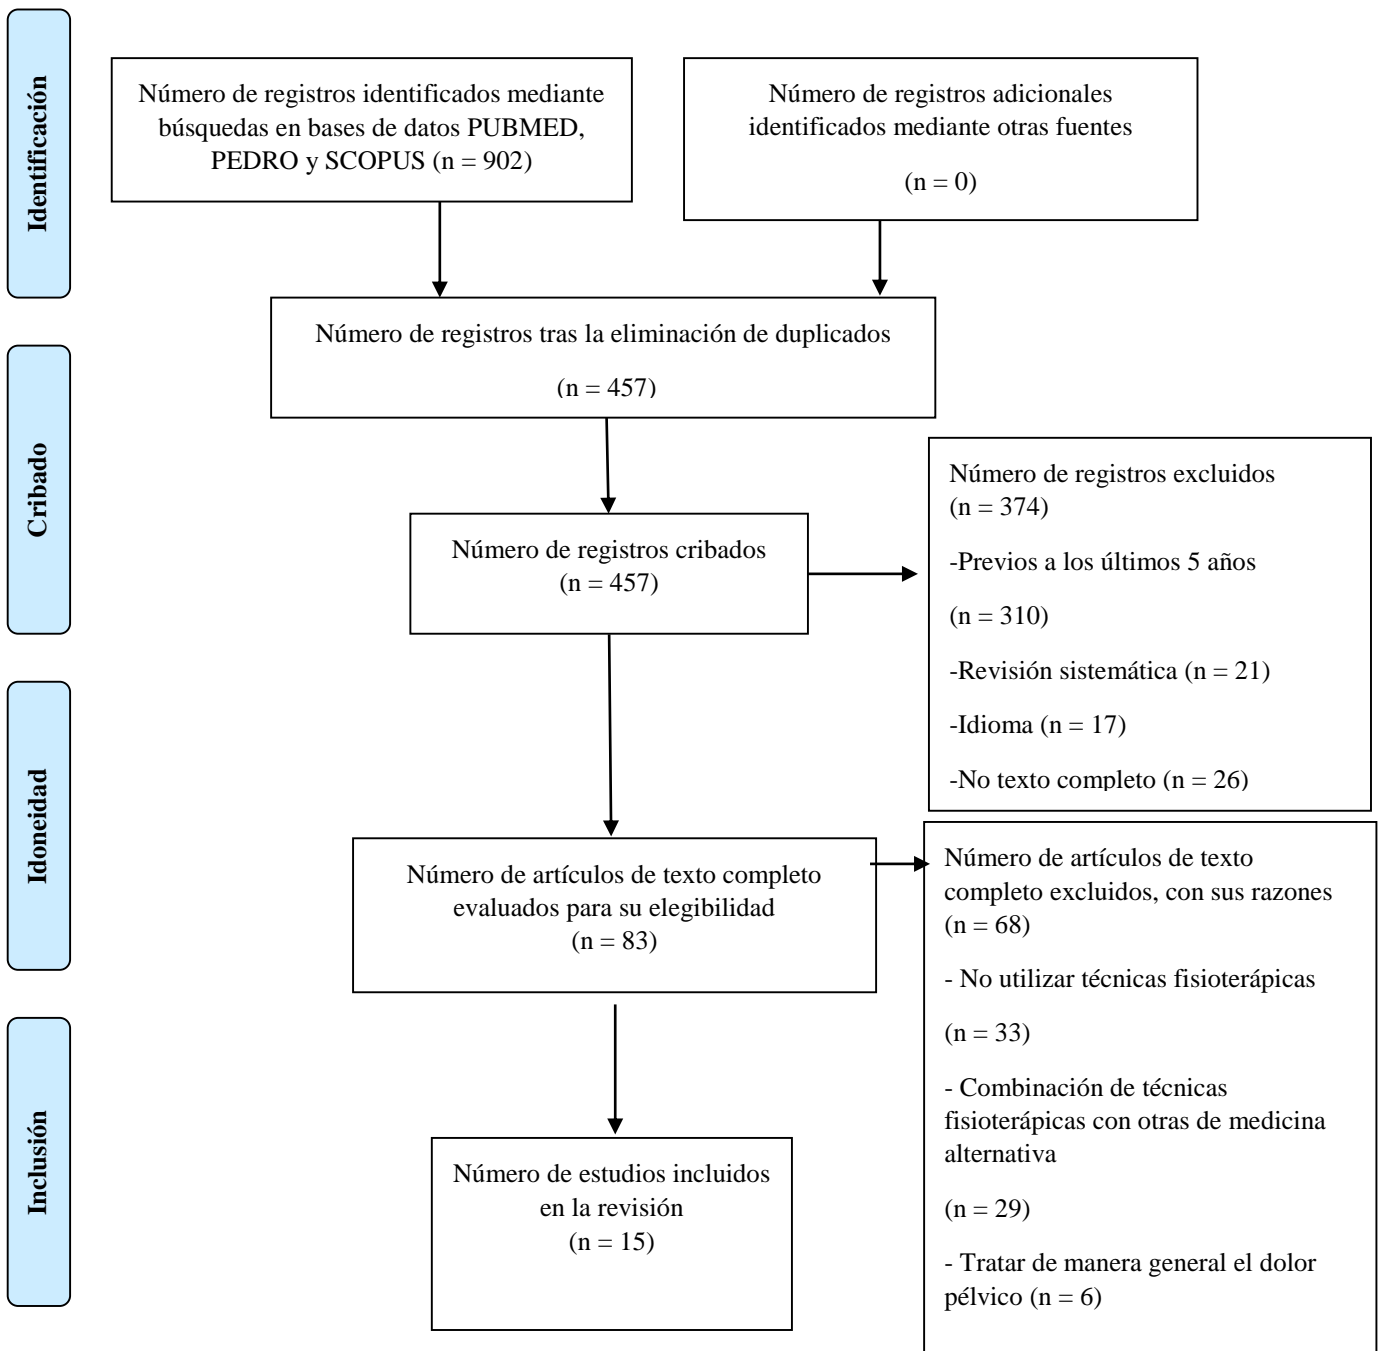 Identificación
Número de registros identificados mediante
búsquedas en bases de datos PUBMED,
PEDRO y SCOPUS (n = 902)
Número de registros adicionales
identificados mediante otras fuentes
(n = 0)
Número de registros tras la eliminación de duplicados
(n = 457)
Cribado
Número de registros cribados
(n = 457)
Número de registros excluidos
(n = 374)
-Previos a los últimos 5 años
(n = 310)
-Revisión sistemática (n = 21)
-Idioma (n = 17)
-No texto completo (n = 26)
Idoneidad
Número de artículos de texto completo
evaluados para su elegibilidad
(n = 83)
Número de artículos de texto
completo excluidos, con sus razones
(n = 68)
- No utilizar técnicas fisioterápicas
(n = 33)
- Combinación de técnicas
fisioterápicas con otras de medicina
alternativa
(n = 29)
- Tratar de manera general el dolor
pélvico (n = 6)
Inclusión
Número de estudios incluidos
en la revisión
(n = 15)